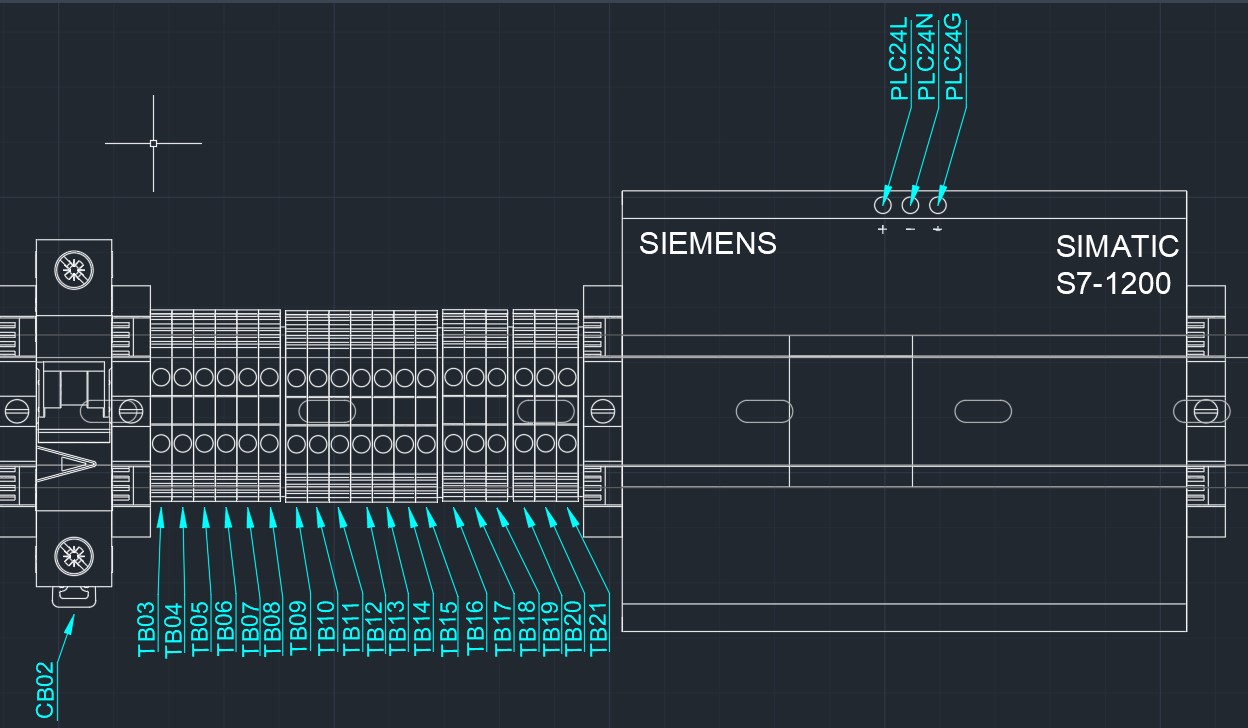 PLC24L
PLC24N
PLC24G
+
−
SIEMENS
SIMATIC
S7-1200
TB03
TB04
TB05
TB06
TB07
TB08
TB09
TB10
TB11
TB12
TB13
TB14
TB15
TB16
TB17
TB18
TB19
TB20
TB21
CB02